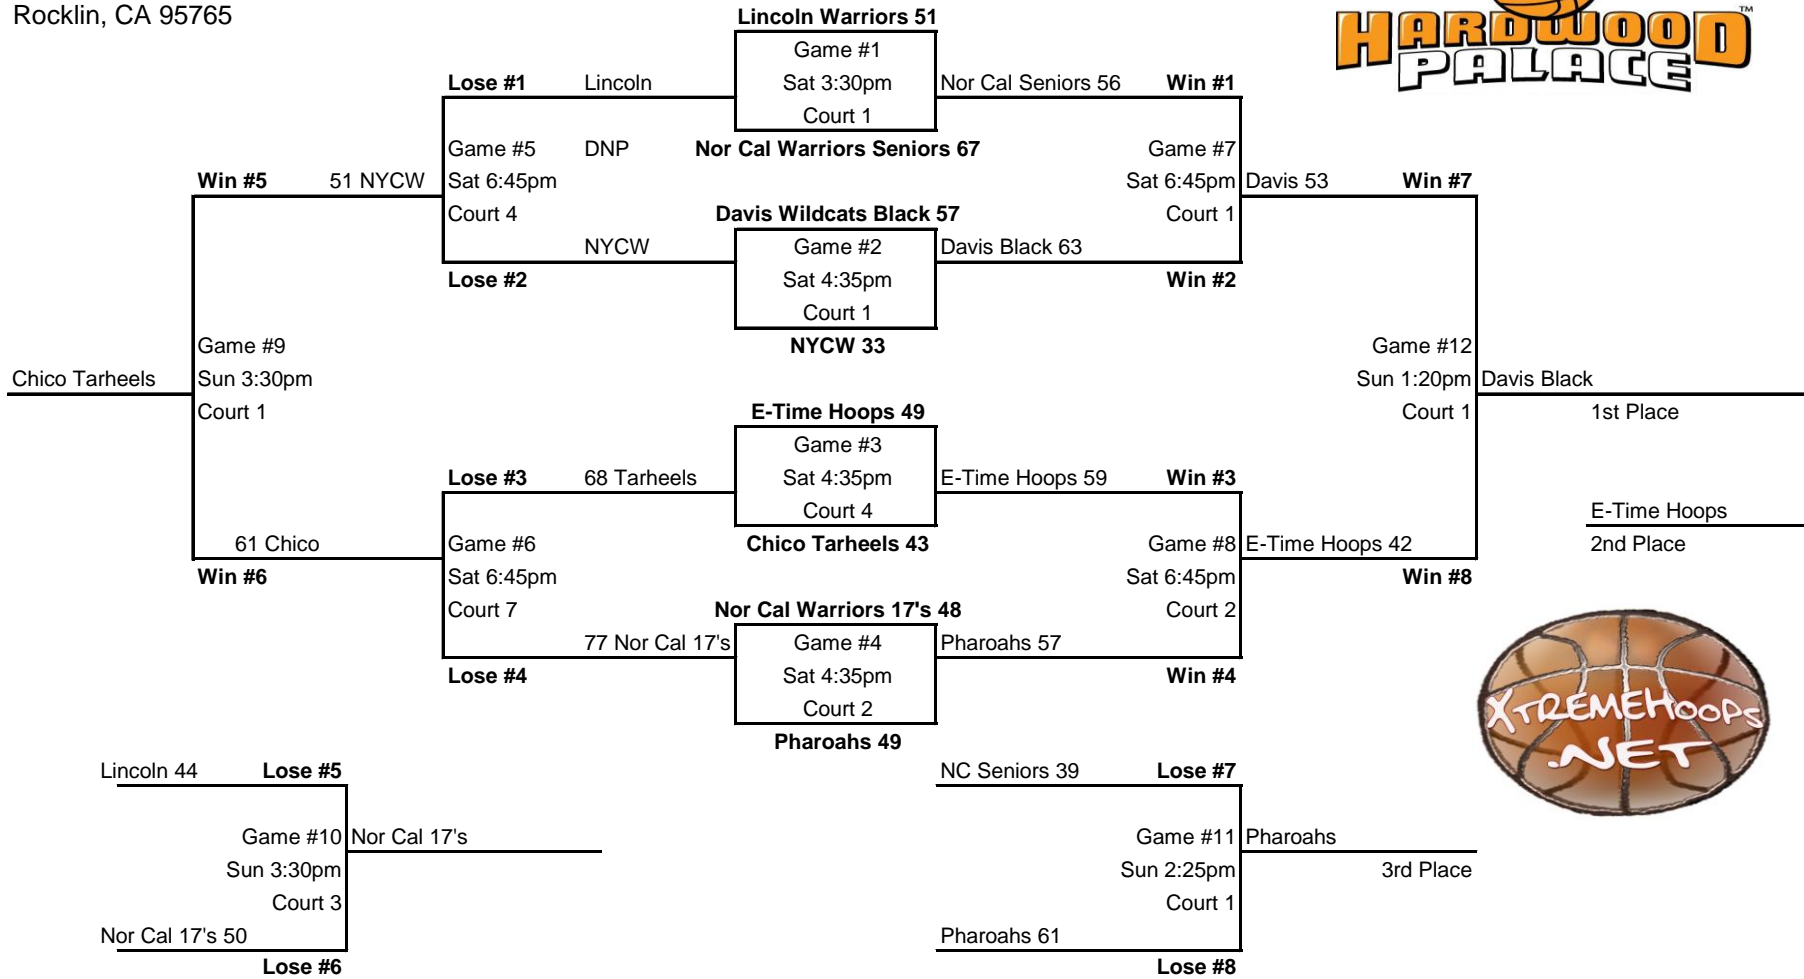 Rocklin, CA 95765
Lincoln Warriors 51
HARDWOOD
PALACE
™
Game #1
Lose #1 Lincoln Sat 3:30pm Nor Cal Seniors 56 Win #1
Court 1
Game #5 DNP Nor Cal Warriors Seniors 67 Game #7
Win #5 51 NYCW Sat 6:45pm Sat 6:45pm Davis 53 Win #7
Court 4 Davis Wildcats Black 57 Court 1
NYCW Game #2 Davis Black 63
Lose #2 Sat 4:35pm Win #2
Court 1
Game #9 NYCW 33 Game #12
Chico Tarheels Sun 3:30pm Sun 1:20pm Davis Black
Court 1 E-Time Hoops 49 Court 1 1st Place
Game #3
Lose #3 68 Tarheels Sat 4:35pm E-Time Hoops 59 Win #3
Court 4 E-Time Hoops
61 Chico Game #6 Chico Tarheels 43 Game #8 E-Time Hoops 42 2nd Place
Win #6 Sat 6:45pm Sat 6:45pm Win #8
Court 7 Nor Cal Warriors 17's 48 Court 2
77 Nor Cal 17's Game #4 Pharoahs 57
Lose #4 Sat 4:35pm Win #4
Court 2
Pharoahs 49
XTREMEHOOPS
.NET
Lincoln 44 Lose #5 NC Seniors 39 Lose #7
Game #10 Nor Cal 17's Game #11 Pharoahs
Sun 3:30pm Sun 2:25pm 3rd Place
Court 3 Court 1
Nor Cal 17's 50 Pharoahs 61
Lose #6 Lose #8